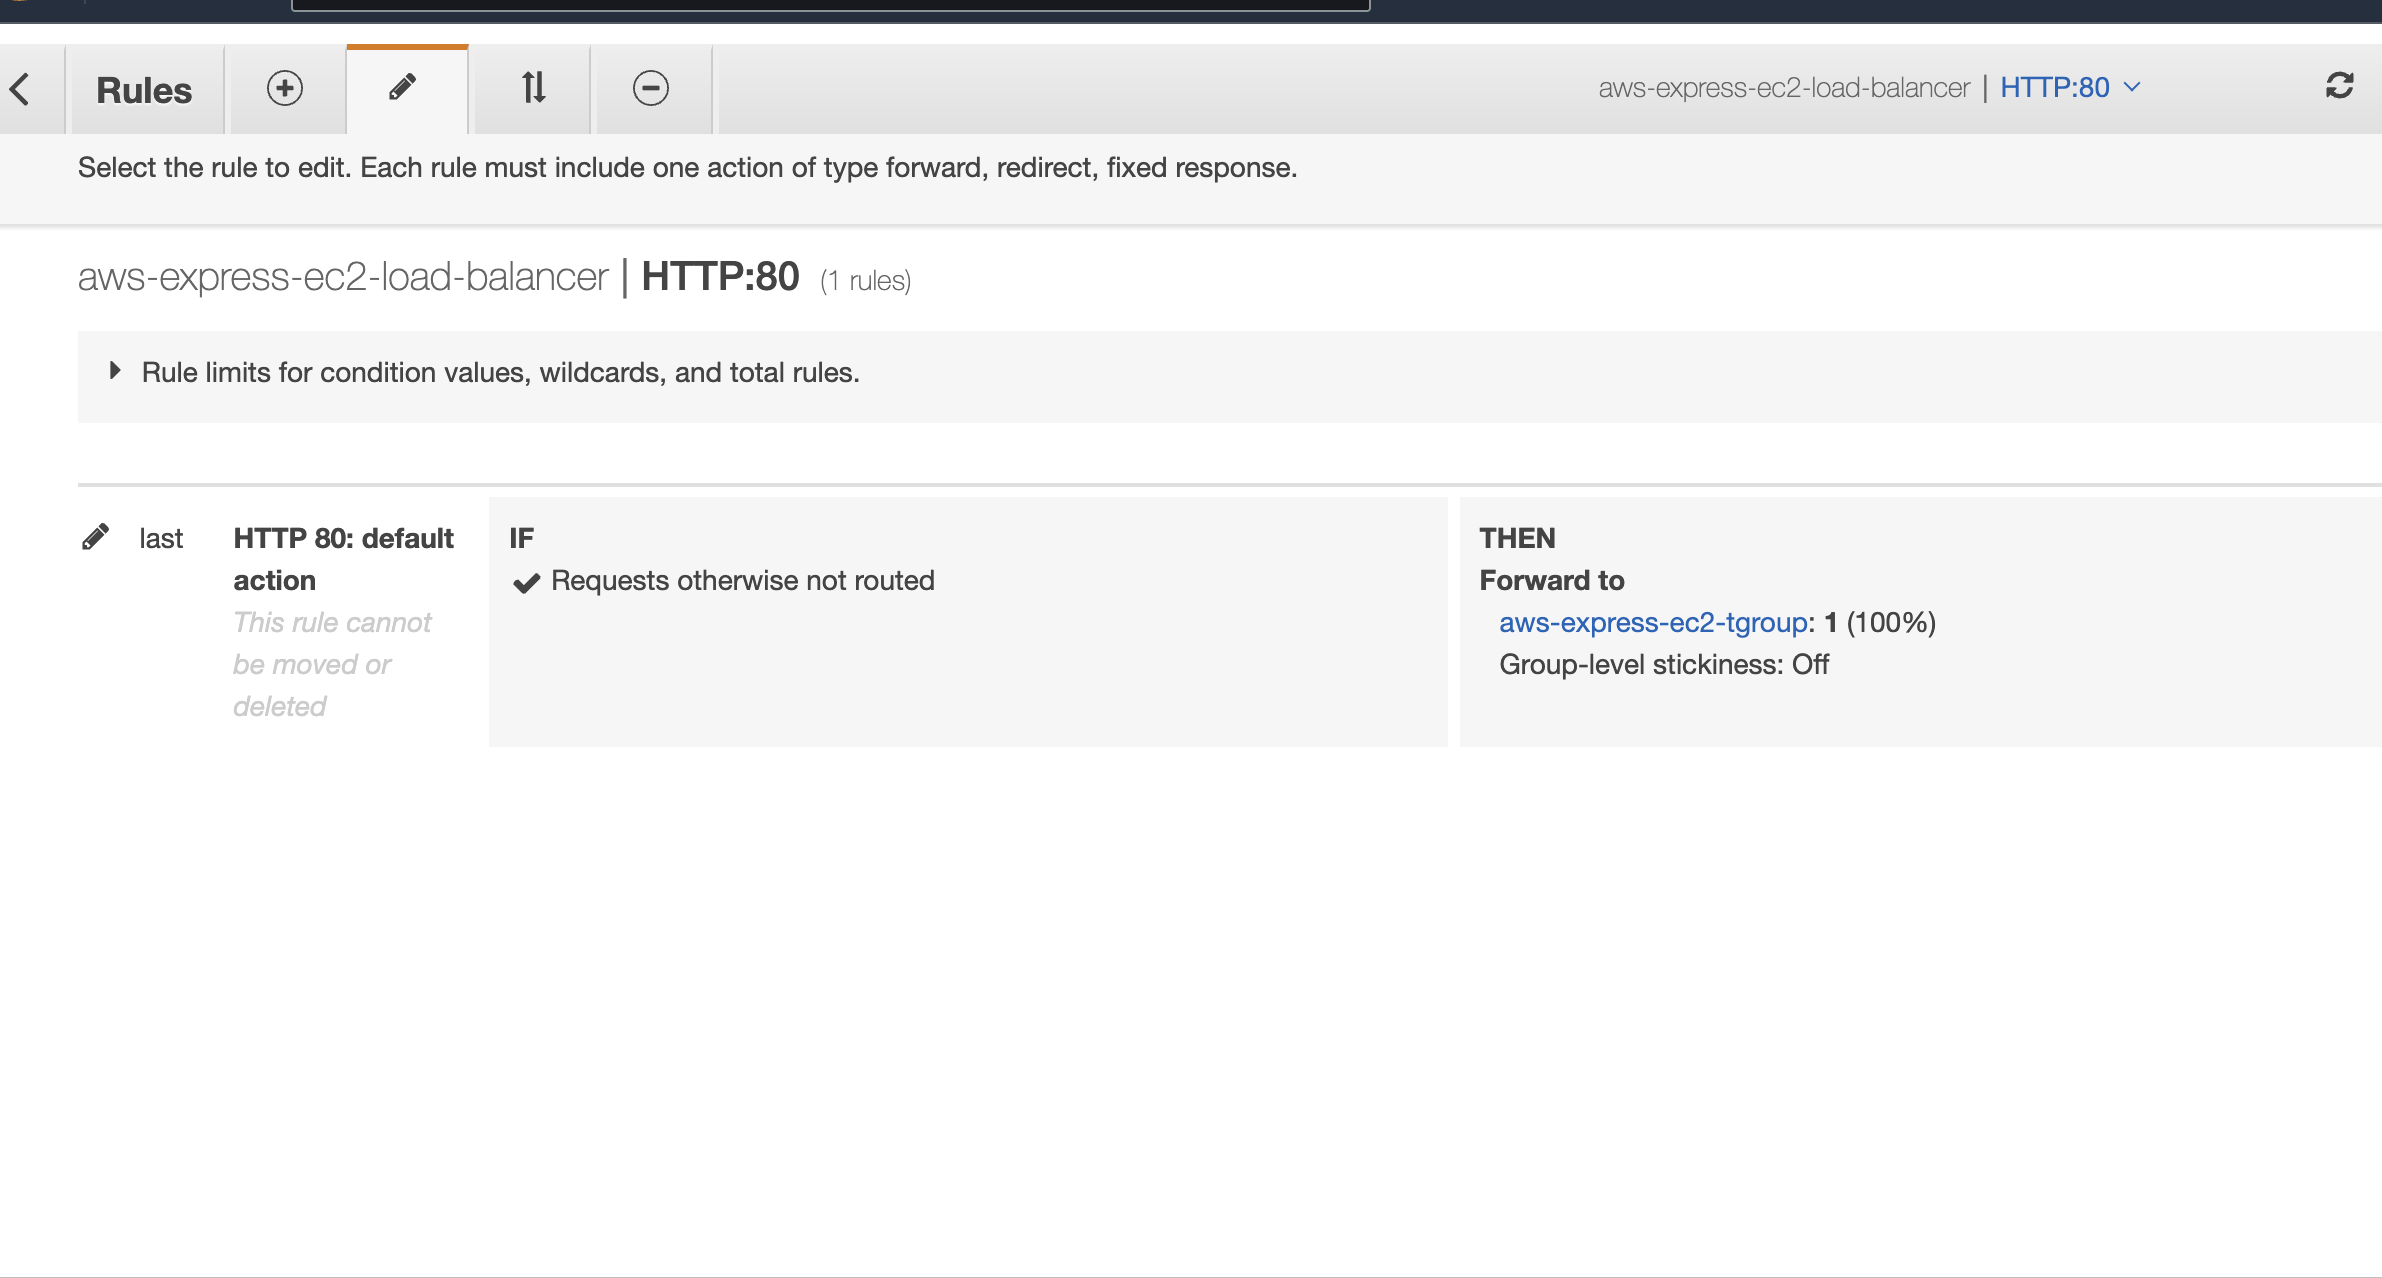 Rules
aws-express-ec2-load-balancer | HTTP:80
Select the rule to edit. Each rule must include one action of type forward, redirect, fixed response.
aws-express-ec2-load-balancer | HTTP:80 (1 rules)
Rule limits for condition values, wildcards, and total rules.
last
HTTP 80: default
action
This rule cannot
be moved or
deleted
IF
Requests otherwise not routed
THEN
Forward to
aws-express-ec2-tgroup: 1 (100%)
Group-level stickiness: Off